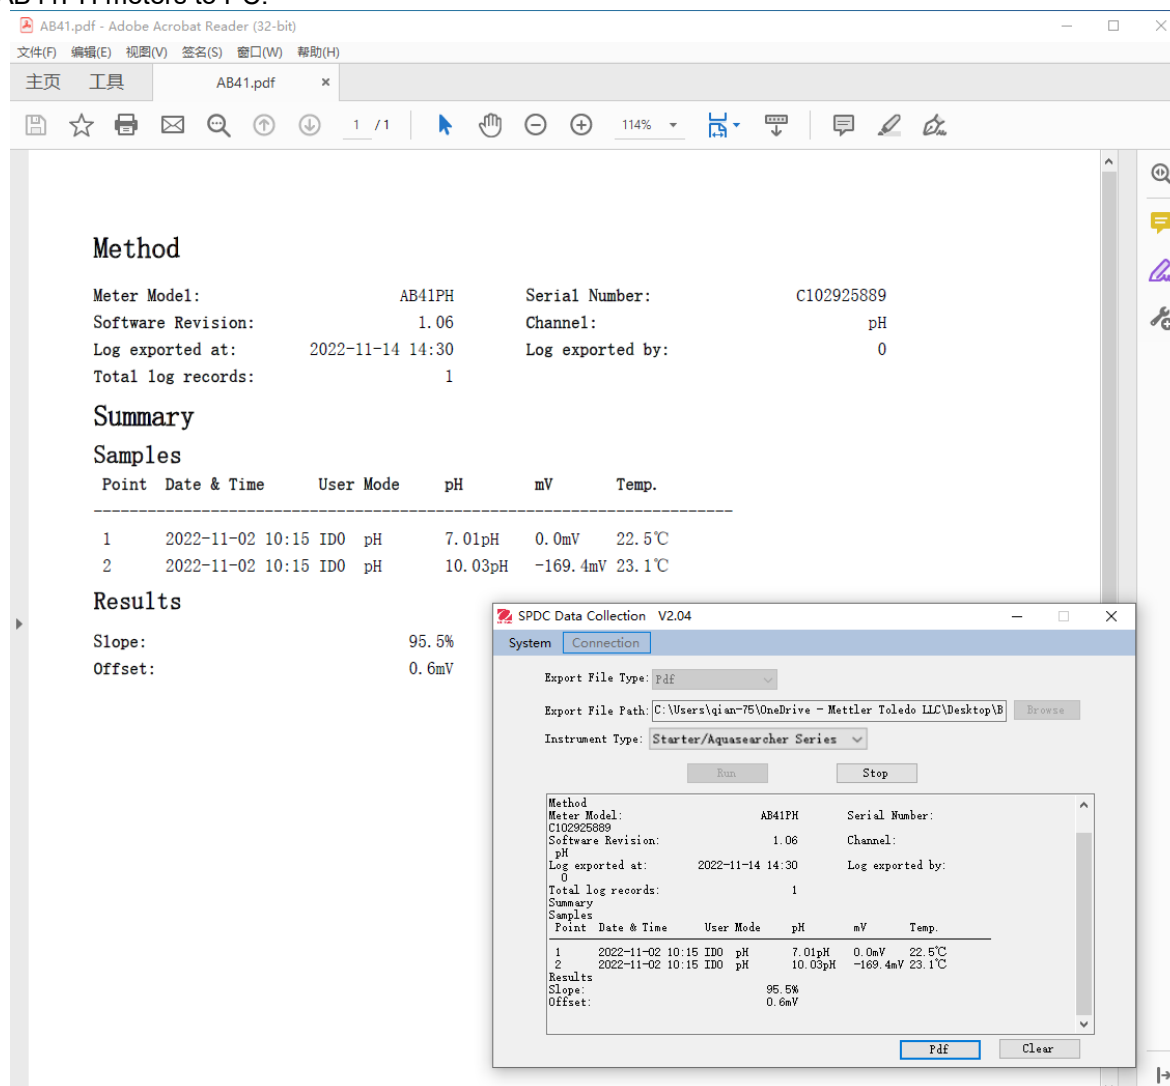 AB41PH meters to PC.
AB41.pdf - Adobe Acrobat Reader (32-bit)
文件(F) 编辑(E) 视图(V) 签名(S) 窗口(W) 帮助(H)
主页 工具 AB41.pdf ×
1 / 1 114%
Method
Meter Model: AB41PH Serial Number: C102925889
Software Revision: 1.06 Channel: pH
Log exported at: 2022-11-14 14:30 Log exported by: 0
Total log records: 1
Summary
Samples
Point Date & Time User Mode pH mV Temp.
1 2022-11-02 10:15 ID0 pH 7.01pH 0.0mV 22.5℃
2 2022-11-02 10:15 ID0 pH 10.03pH -169.4mV 23.1℃
Results
Slope: 95.5%
Offset: 0.6mV
SPDC Data Collection V2.04
System Connection
Export File Type: Pdf
Export File Path: C:\Users\qian-75\OneDrive - Mettler Toledo LLC\Desktop\B Browse
Instrument Type: Starter/Aquasearcher Series
Run Stop
Method
Meter Model: AB41PH Serial Number:
C102925889
Software Revision: 1.06 Channel:
pH
Log exported at: 2022-11-14 14:30 Log exported by:
0
Total log records: 1
Summary
Samples
Point Date & Time User Mode pH mV Temp.
1 2022-11-02 10:15 ID0 pH 7.01pH 0.0mV 22.5℃
2 2022-11-02 10:15 ID0 pH 10.03pH -169.4mV 23.1℃
Results
Slope: 95.5%
Offset: 0.6mV
Pdf Clear